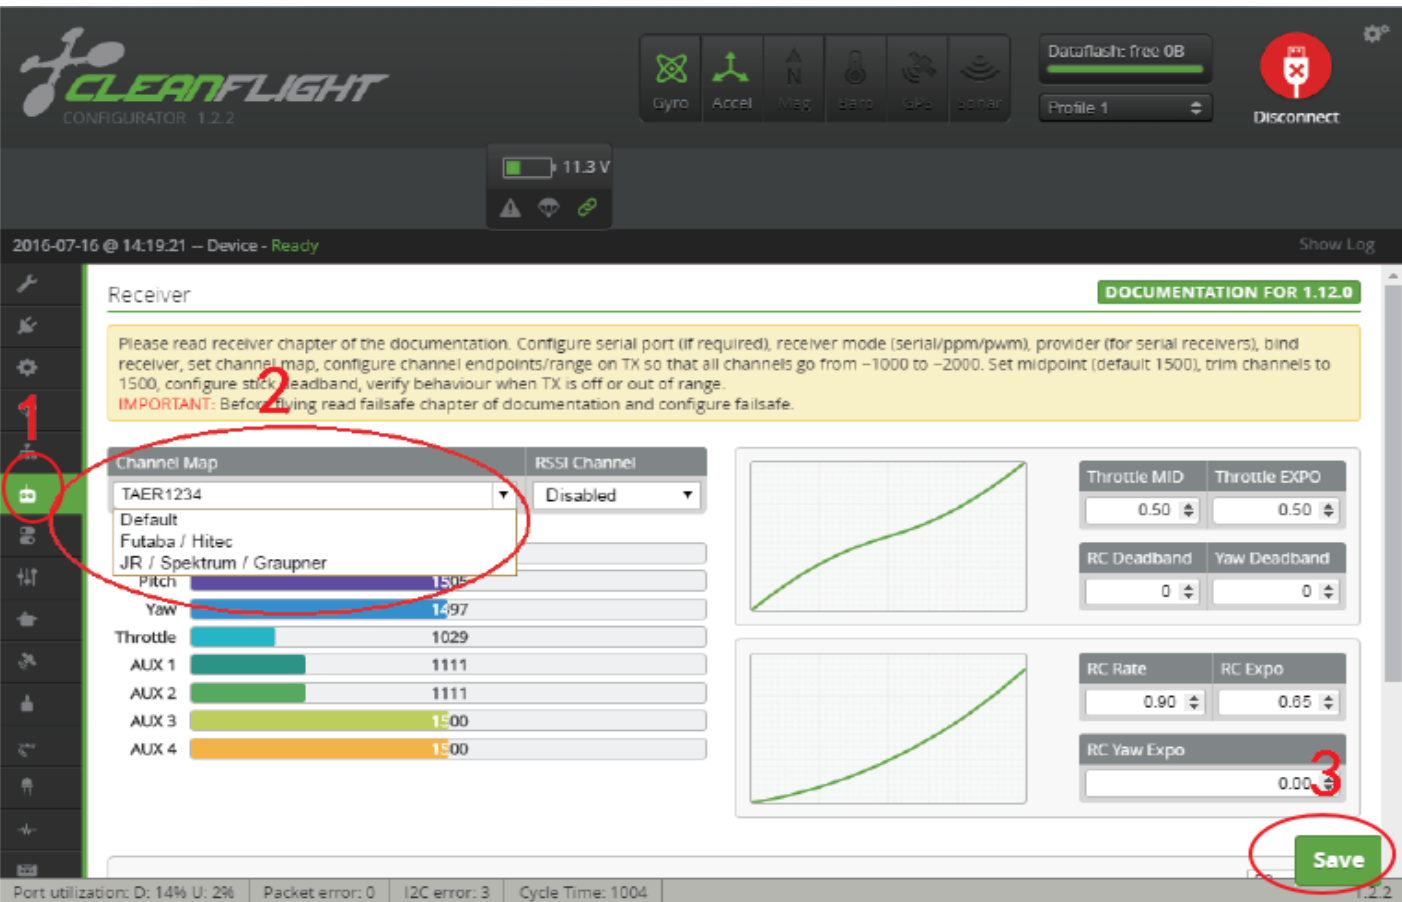 CLEANFLIGHT
CONFIGURATOR 1.2.2
Gyro
Accel
Mag
Baro
GPS
Sonar
Dataflash: free 0B
Profile 1
Disconnect
11.3 V
2016-07-16 @ 14:19:21 -- Device - Ready
Show Log
Receiver
DOCUMENTATION FOR 1.12.0
Please read receiver chapter of the documentation. Configure serial port (if required), receiver mode (serial/ppm/pwm), provider (for serial receivers), bind
receiver, set channel map, configure channel endpoints/range on TX so that all channels go from ~1000 to ~2000. Set midpoint (default 1500), trim channels to
1500, configure stick deadband, verify behaviour when TX is off or out of range.
IMPORTANT: Before flying read failsafe chapter of documentation and configure failsafe.
1
2
Channel Map
RSSI Channel
TAER1234
Disabled
Default
Futaba / Hitec
JR / Spektrum / Graupner
Pitch 1505
Yaw 1497
Throttle 1029
AUX 1 1111
AUX 2 1111
AUX 3 1500
AUX 4 1500
Throttle MID
Throttle EXPO
0.50
0.50
RC Deadband
Yaw Deadband
0
0
RC Rate
RC Expo
0.90
0.65
RC Yaw Expo
0.00
3
Save
Port utilization: D: 14% U: 2%
Packet error: 0
I2C error: 3
Cycle Time: 1004
1.2.2